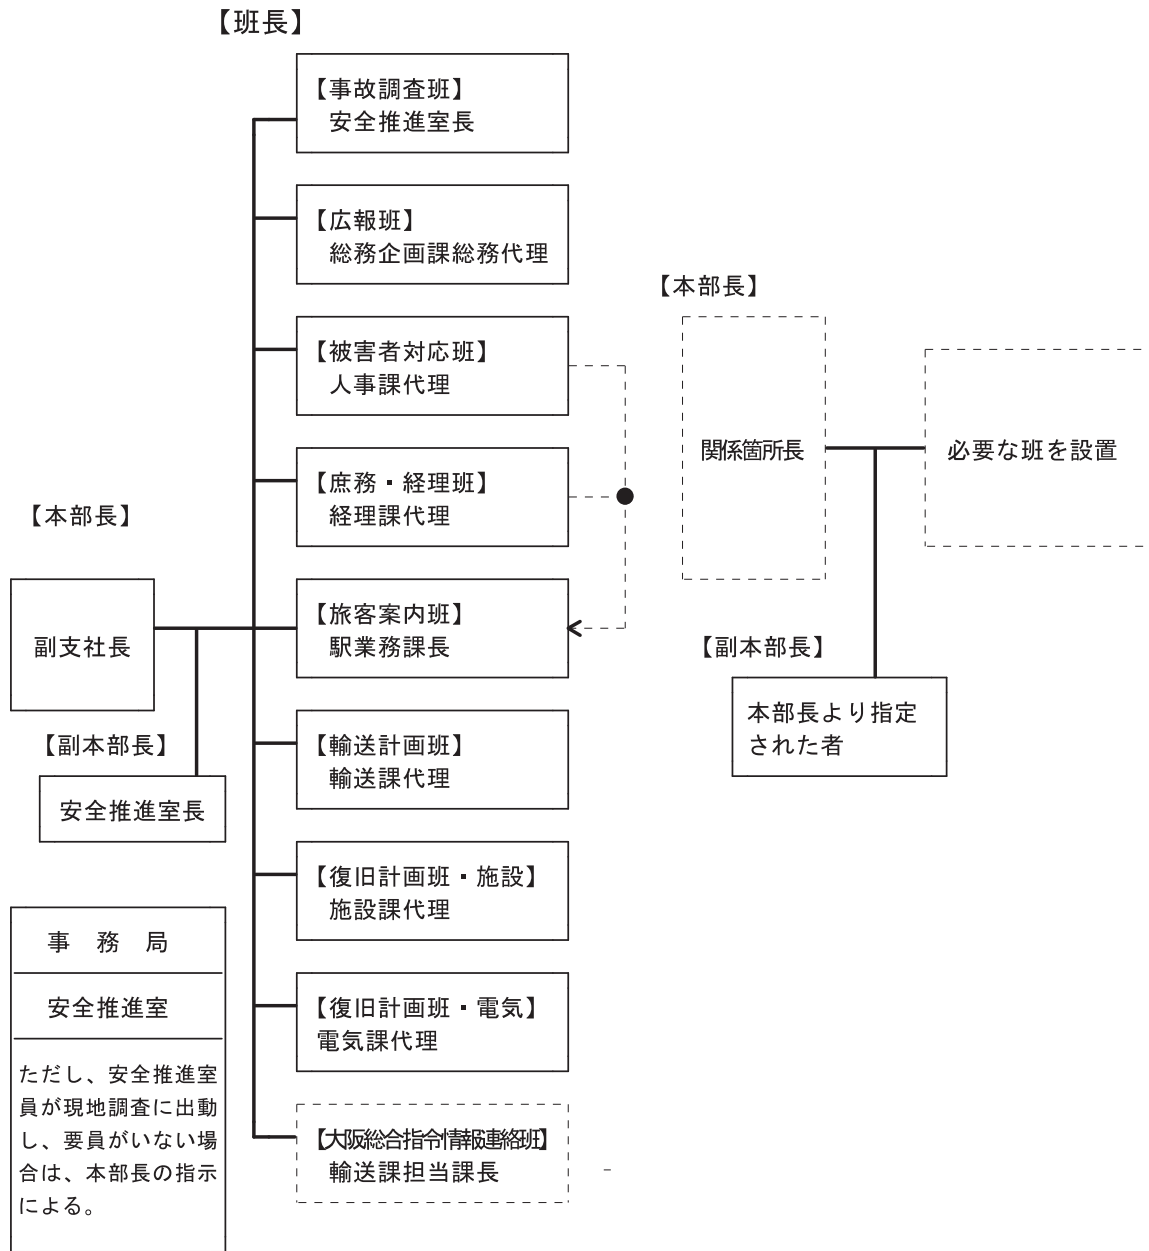 【班長】
【事故調査班】
安全推進室長
【広報班】
総務企画課総務代理
【被害者対応班】
人事課代理
【庶務・経理班】
経理課代理
【旅客案内班】
駅業務課長
【輸送計画班】
輸送課代理
【復旧計画班・施設】
施設課代理
【復旧計画班・電気】
電気課代理
【大阪総合指令情報連絡班】
輸送課担当課長
【本部長】
副支社長
【副本部長】
安全推進室長
事　務　局
安全推進室
ただし、安全推進室
員が現地調査に出動
し、要員がいない場
合は、本部長の指示
による。
【本部長】
関係箇所長
必要な班を設置
【副本部長】
本部長より指定
された者